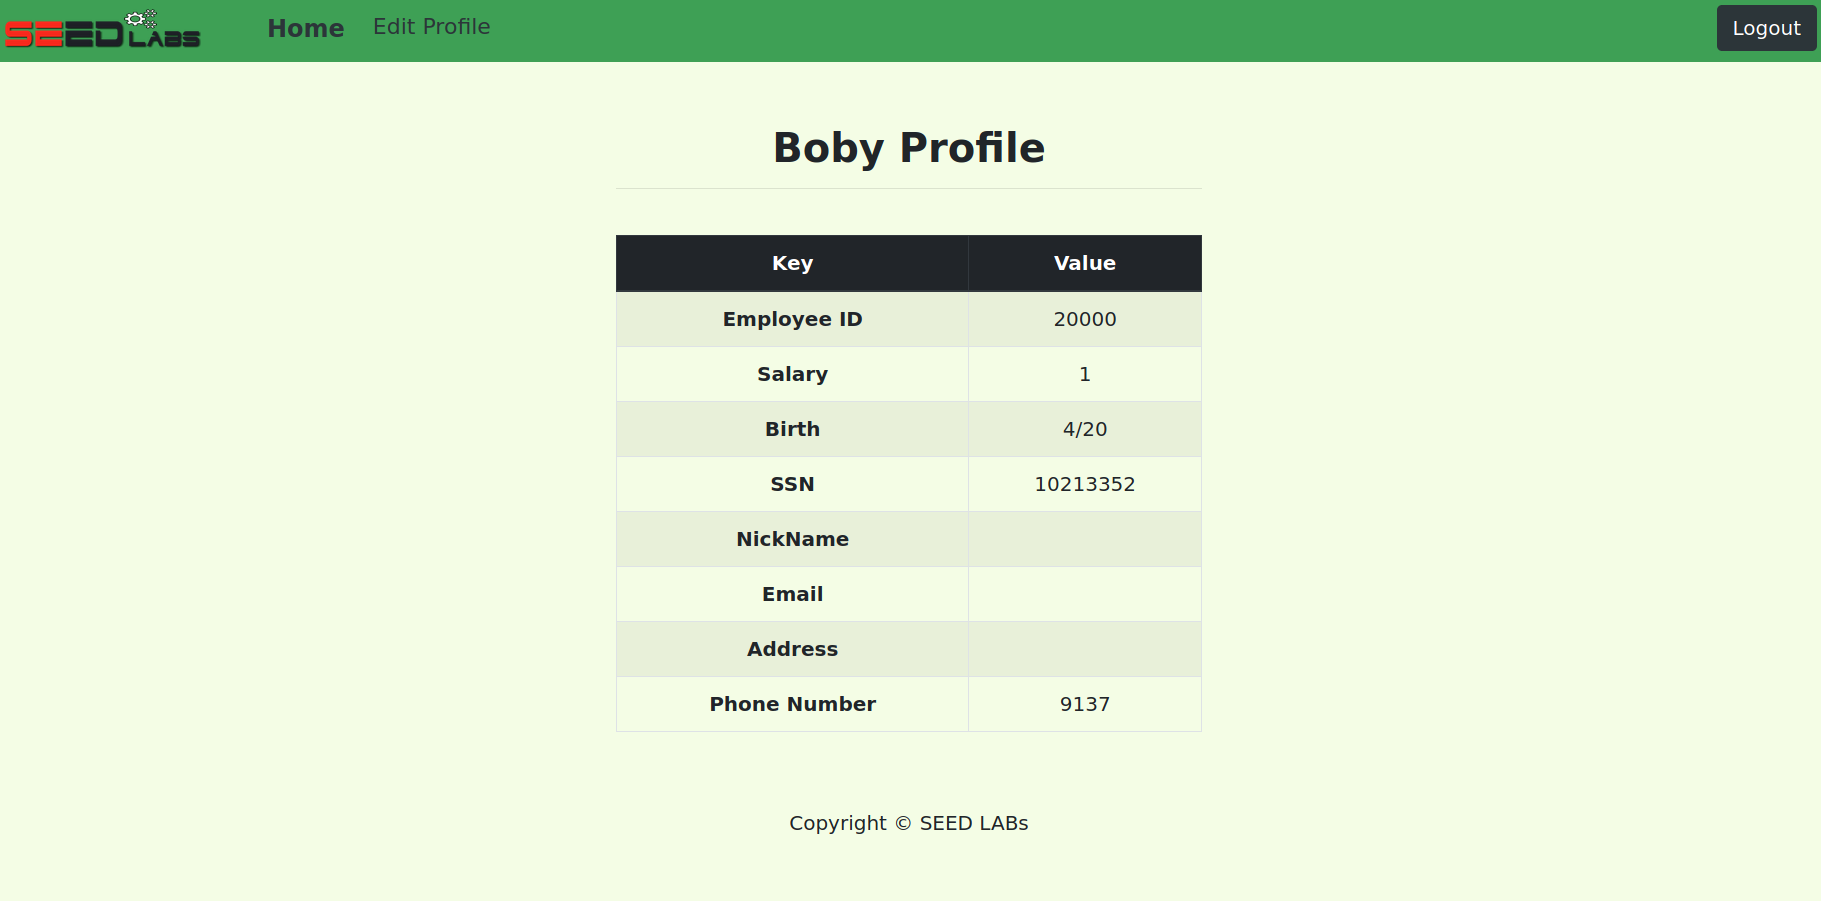 SEED LABS Home Edit Profile Logout
Boby Profile
Key Value
Employee ID 20000
Salary 1
Birth 4/20
SSN 10213352
NickName
Email
Address
Phone Number 9137
Copyright © SEED LABs